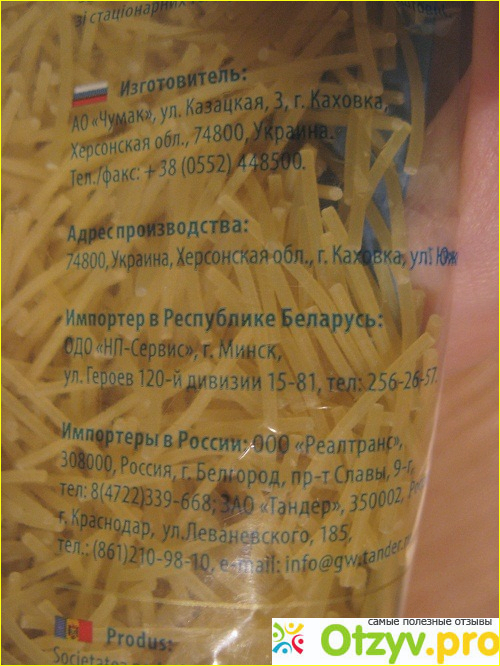 зі стаціонарних
Изготовитель:
АО «Чумак», ул. Казацкая, 3, г. Каховка,
Херсонская обл., 74800, Украина.
Тел./факс: + 38 (0552) 448500.
Адрес производства:
74800, Украина, Херсонская обл., г. Каховка, ул.
Импортер в Республике Беларусь:
ОДО «НП-Сервис», г. Минск,
ул. Героев 120-й дивизии 15-81, тел: 256-26-57.
Импортеры в России: ООО «Реалтранс»,
308000, Россия, г. Белгород, пр-т Славы, 9-г,
тел: 8(4722)339-668; ЗАО «Тандер», 350002,
г. Краснодар, ул.Леваневского, 185,
тел.: (861)210-98-10, e-mail: info@gw.tander.
Produs:
Societatea
самые полезные отзывы
Otzyv.pro